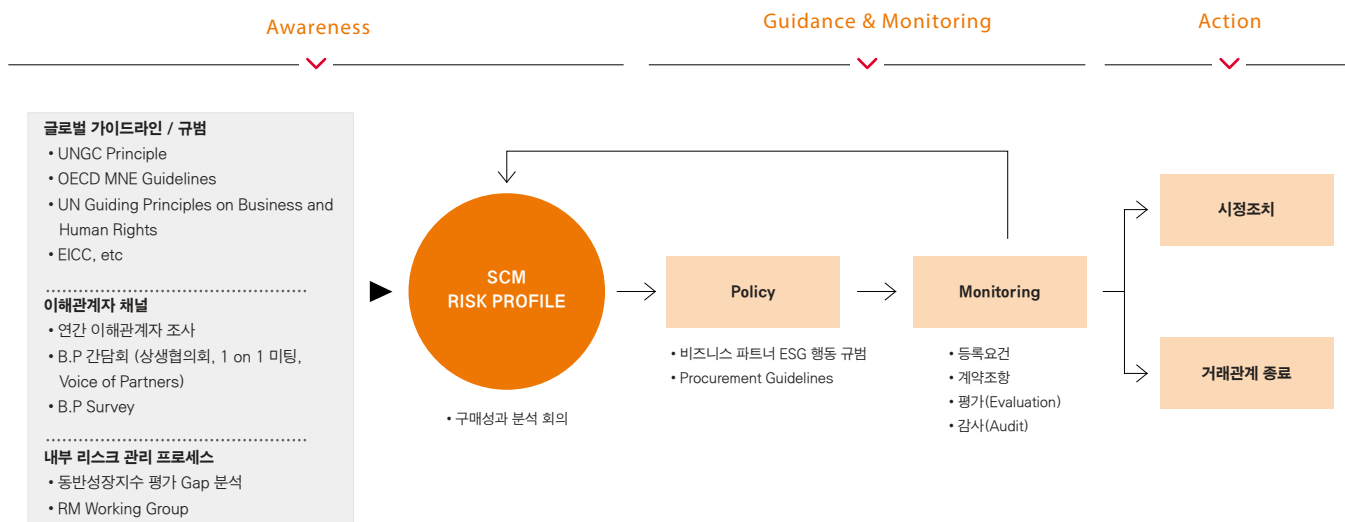 Awareness
Guidance & Monitoring
Action
글로벌 가이드라인 / 규범
• UNGC Principle
• OECD MNE Guidelines
• UN Guiding Principles on Business and
Human Rights
• EICC, etc
이해관계자 채널
• 연간 이해관계자 조사
• B.P 간담회 (상생협의회, 1 on 1 미팅,
Voice of Partners)
• B.P Survey
내부 리스크 관리 프로세스
• 동반성장지수 평가 Gap 분석
• RM Working Group
SCM
RISK PROFILE
• 구매성과 분석 회의
Policy
• 비즈니스 파트너 ESG 행동 규범
• Procurement Guidelines
Monitoring
• 등록요건
• 계약조항
• 평가(Evaluation)
• 감사(Audit)
시정조치
거래관계 종료